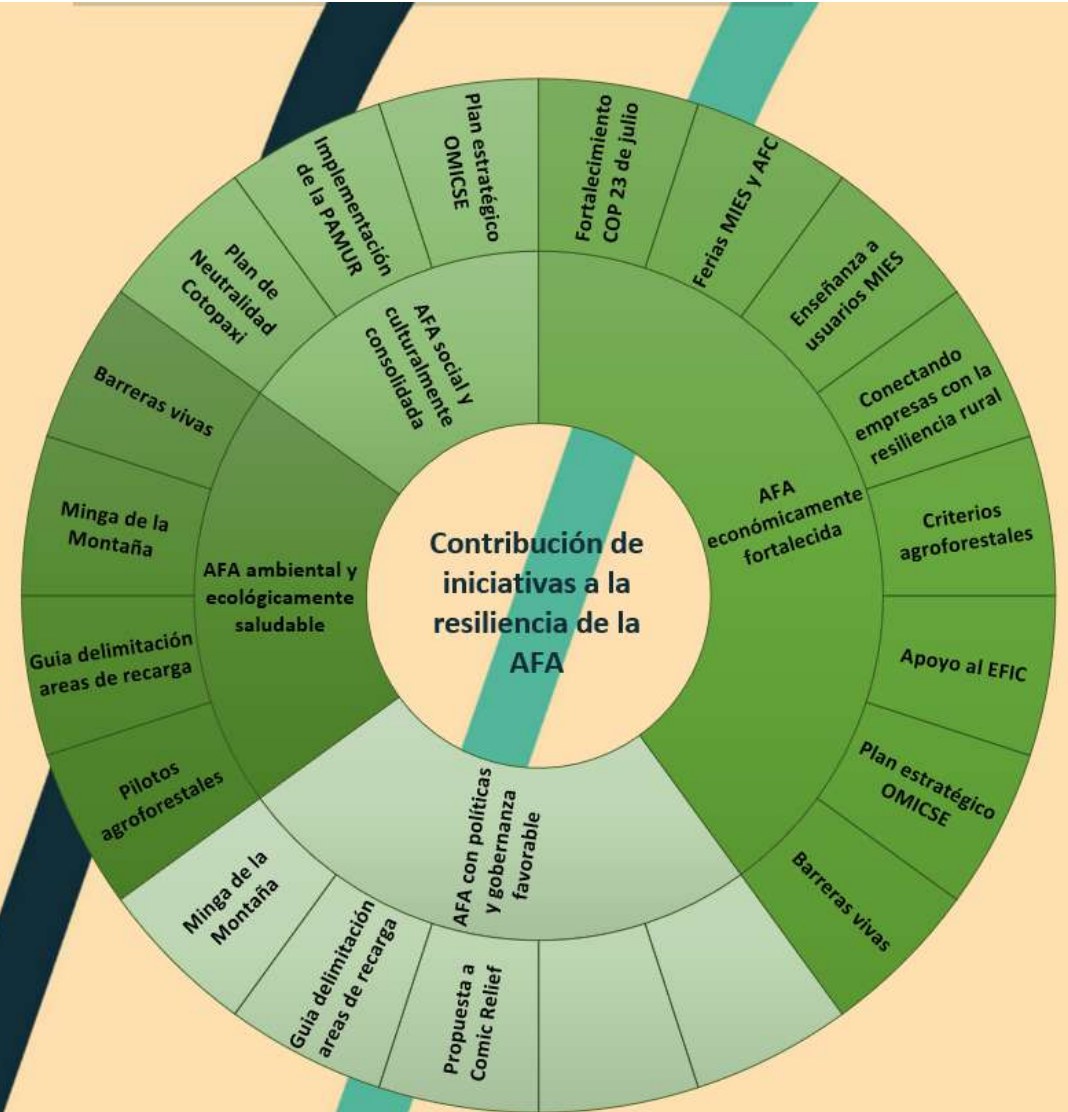 Contribución de
iniciativas a la
resiliencia de la
AFA
AFA
económicamente
fortalecida
Fortalecimiento
COP 23 de julio
Ferias MIES y AFC
Enseñanza a
usuarios MIES
Conectando
empresas con la
resiliencia rural
Criterios
agroforestales
Apoyo al EFIC
Plan estratégico
OMICSE
Barreras vivas
AFA con políticas
y gobernanza
favorable
Propuesta a
Comic Relief
Guia delimitación
areas de recarga
Minga de la
Montaña
AFA ambiental y
ecológicamente
saludable
Pilotos
agroforestales
Guia delimitación
areas de recarga
Minga de la
Montaña
Barreras vivas
AFA social y
culturalmente
consolidada
Plan de
Neutralidad
Cotopaxi
Implementación
de la PAMUR
Plan estratégico
OMICSE